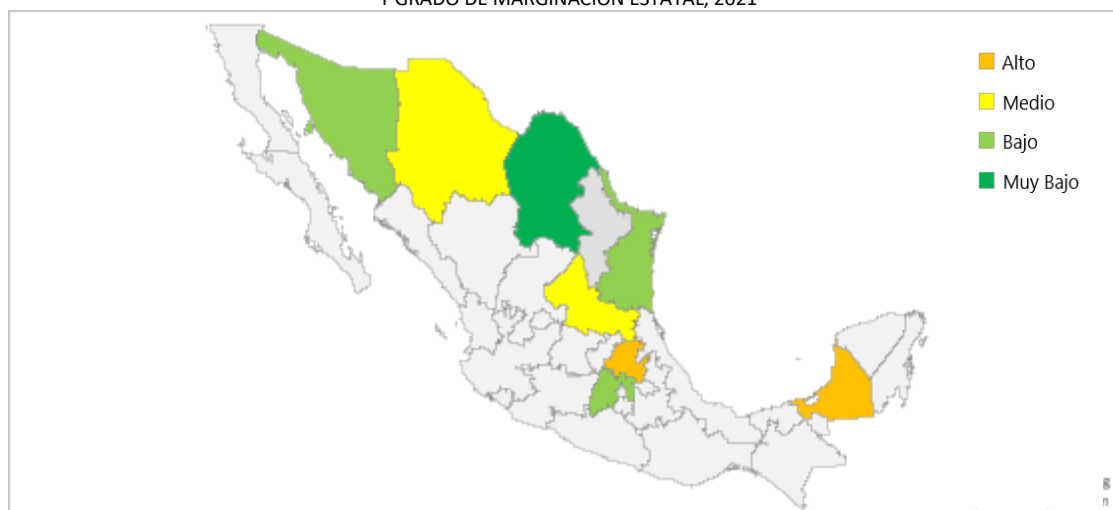 Y GRADO DE MARGINACIÓN ESTATAL, 2021
Alto
Medio
Bajo
Muy Bajo